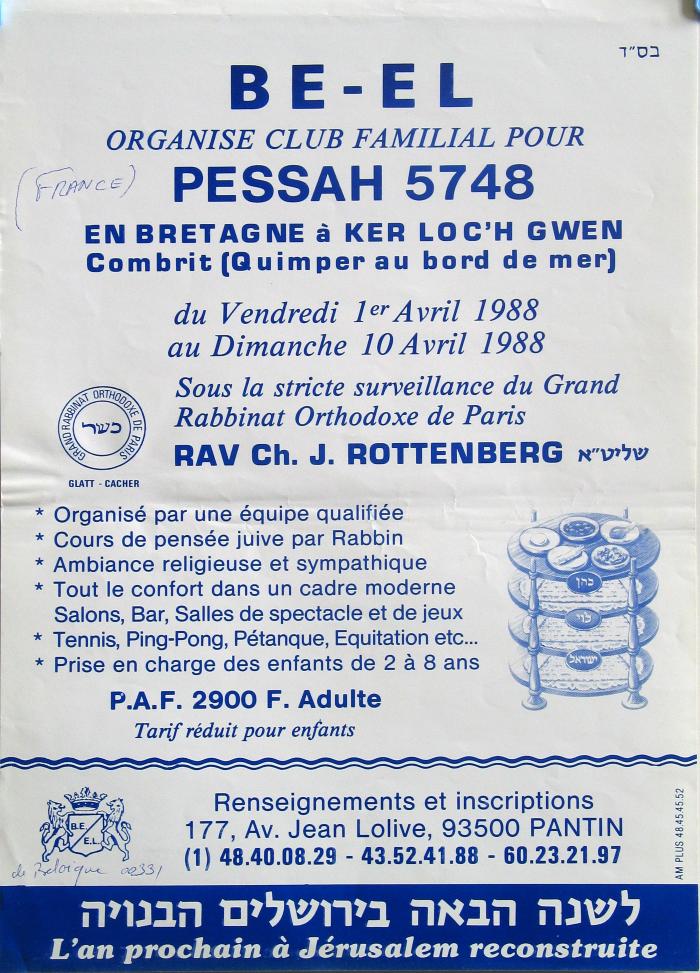 בס״ד
BE-EL
ORGANISE CLUB FAMILIAL POUR
(FRANCE)
PESSAH 5748
EN BRETAGNE à KER LOC'H GWEN
Combrit (Quimper au bord de mer)
du Vendredi 1er Avril 1988
au Dimanche 10 Avril 1988
Sous la stricte surveillance du Grand
Rabbinat Orthodoxe de Paris
RAV Ch. J. ROTTENBERG שליט״א
GRAND RABBINAT ORTHODOXE DE PARIS
כשר
GLATT - CACHER
* Organisé par une équipe qualifiée
* Cours de pensée juive par Rabbin
* Ambiance religieuse et sympathique
* Tout le confort dans un cadre moderne
Salons, Bar, Salles de spectacle et de jeux
* Tennis, Ping-Pong, Pétanque, Equitation etc...
* Prise en charge des enfants de 2 à 8 ans
כהן
לוי
ישראל
P.A.F. 2900 F. Adulte
Tarif réduit pour enfants
B.E.
E.L.
Renseignements et inscriptions
177, Av. Jean Lolive, 93500 PANTIN
(1) 48.40.08.29 - 43.52.41.88 - 60.23.21.97
de Belgique 00331
AM PLUS 48.45.45.52
לשנה הבאה בירושלים הבנויה
L'an prochain à Jérusalem reconstruite